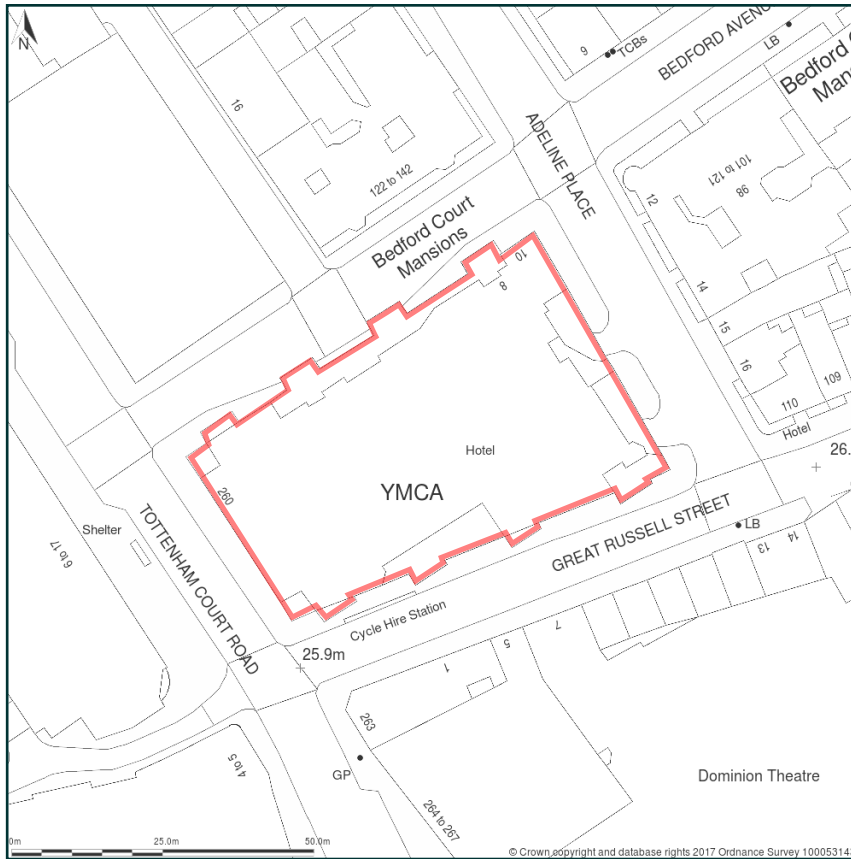 N
9
TCBs
BEDFORD AVEN
LB
Bedford Co
Man
16
122 to 142
ADELINE PLACE
101 to 121
98
12
Bedford Court
Mansions
10
8
14
15
16
109
110
Hotel
26.
Hotel
YMCA
260
TOTTENHAM COURT ROAD
Shelter
6 to 17
GREAT RUSSELL STREET
LB
14
13
Cycle Hire Station
7
5
1
25.9m
263
GP
4 to 5
264 to 267
Dominion Theatre
0m
25.0m
50.0m
© Crown copyright and database rights 2017 Ordnance Survey 10005314